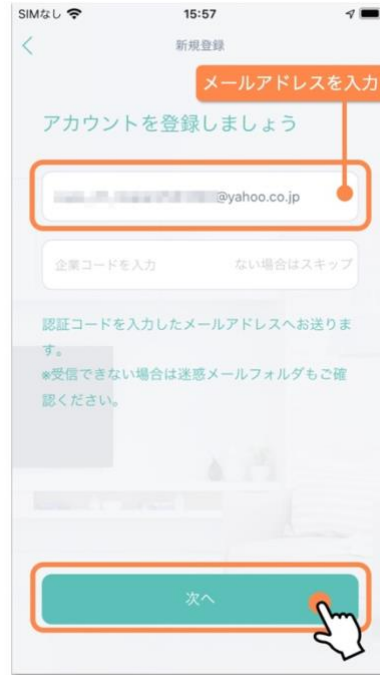 SIMなし 15:57
新規登録
メールアドレスを入力
アカウントを登録しましょう
@yahoo.co.jp
企業コードを入力 ない場合はスキップ
認証コードを入力したメールアドレスへお送りま
す。
※受信できない場合は迷惑メールフォルダもご確
認ください。
次へ